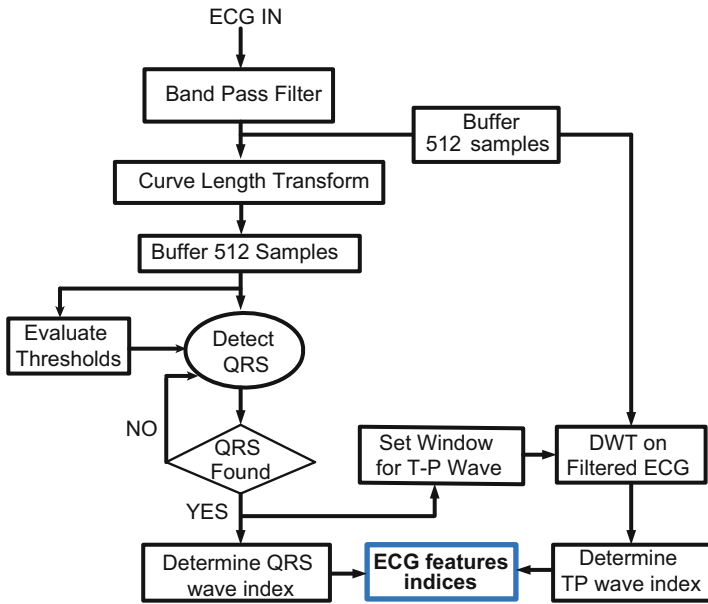 ECG IN
Band Pass Filter
Buffer
512 samples
Curve Length Transform
Buffer 512 Samples
Evaluate
Thresholds
Detect
QRS
NO
QRS
Found
Set Window
for T-P Wave
DWT on
Filtered ECG
YES
Determine QRS
wave index
ECG features
indices
Determine
TP wave index